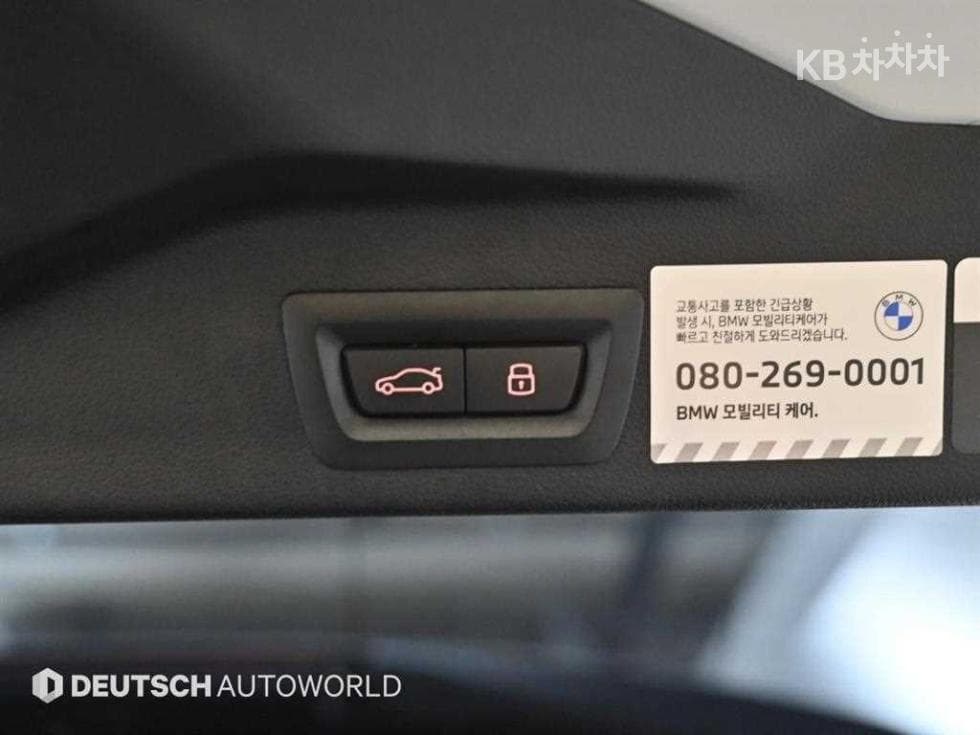 KB차차차
교통사고를 포함한 긴급상황
발생 시, BMW 모빌리티케어가
빠르고 친절하게 도와드리겠습니다.
BMW
080-269-0001
BMW 모빌리티 케어.
DEUTSCH AUTOWORLD